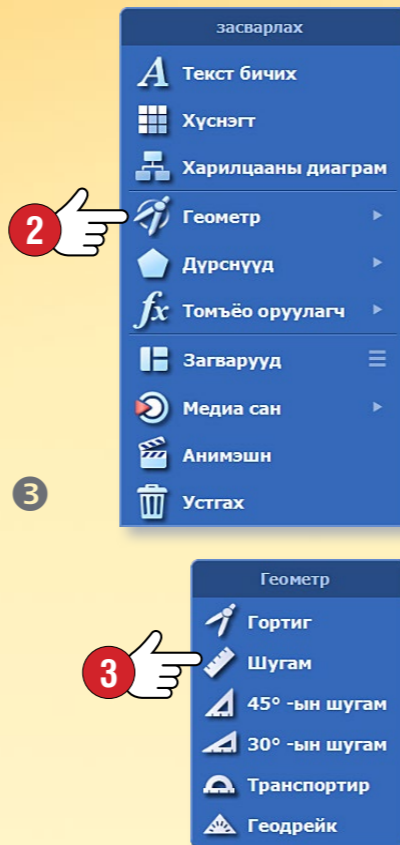 засварлах
Текст бичих
Хүснэгт
Харилцааны диаграм
2
Геометр
Дүрснүүд
fx Томъёо оруулагч
Загварууд
Медиа сан
Анимэшн
3
Устгах
Геометр
Гортиг
3
Шугам
45° -ын шугам
30° -ын шугам
Транспортир
Геодрейк